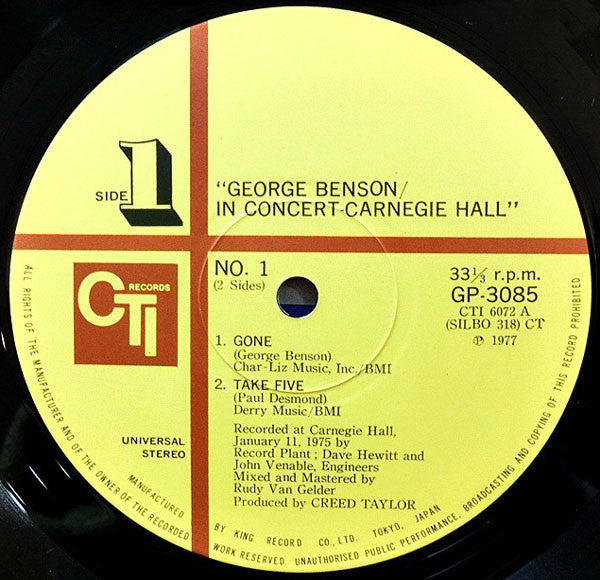 SIDE 1
"GEORGE BENSON/
IN CONCERT-CARNEGIE HALL"
CTI RECORDS
NO. 1
(2 Sides)
33⅓ r.p.m.
GP-3085
CTI 6072 A
(SILBO 318) CT
Ⓟ 1977
1. GONE
(George Benson)
Char-Liz Music, Inc./BMI
2. TAKE FIVE
(Paul Desmond)
Derry Music/BMI
UNIVERSAL
STEREO
Recorded at Carnegie Hall,
January 11, 1975 by
Record Plant; Dave Hewitt and
John Venable, Engineers
Mixed and Mastered by
Rudy Van Gelder
Produced by CREED TAYLOR
MANUFACTURED BY KING RECORD CO., LTD. TOKYO, JAPAN
ALL RIGHTS OF THE MANUFACTURER AND OF THE OWNER OF THE RECORDED WORK RESERVED. UNAUTHORISED PUBLIC PERFORMANCE, BROADCASTING AND COPYING OF THIS RECORD PROHIBITED